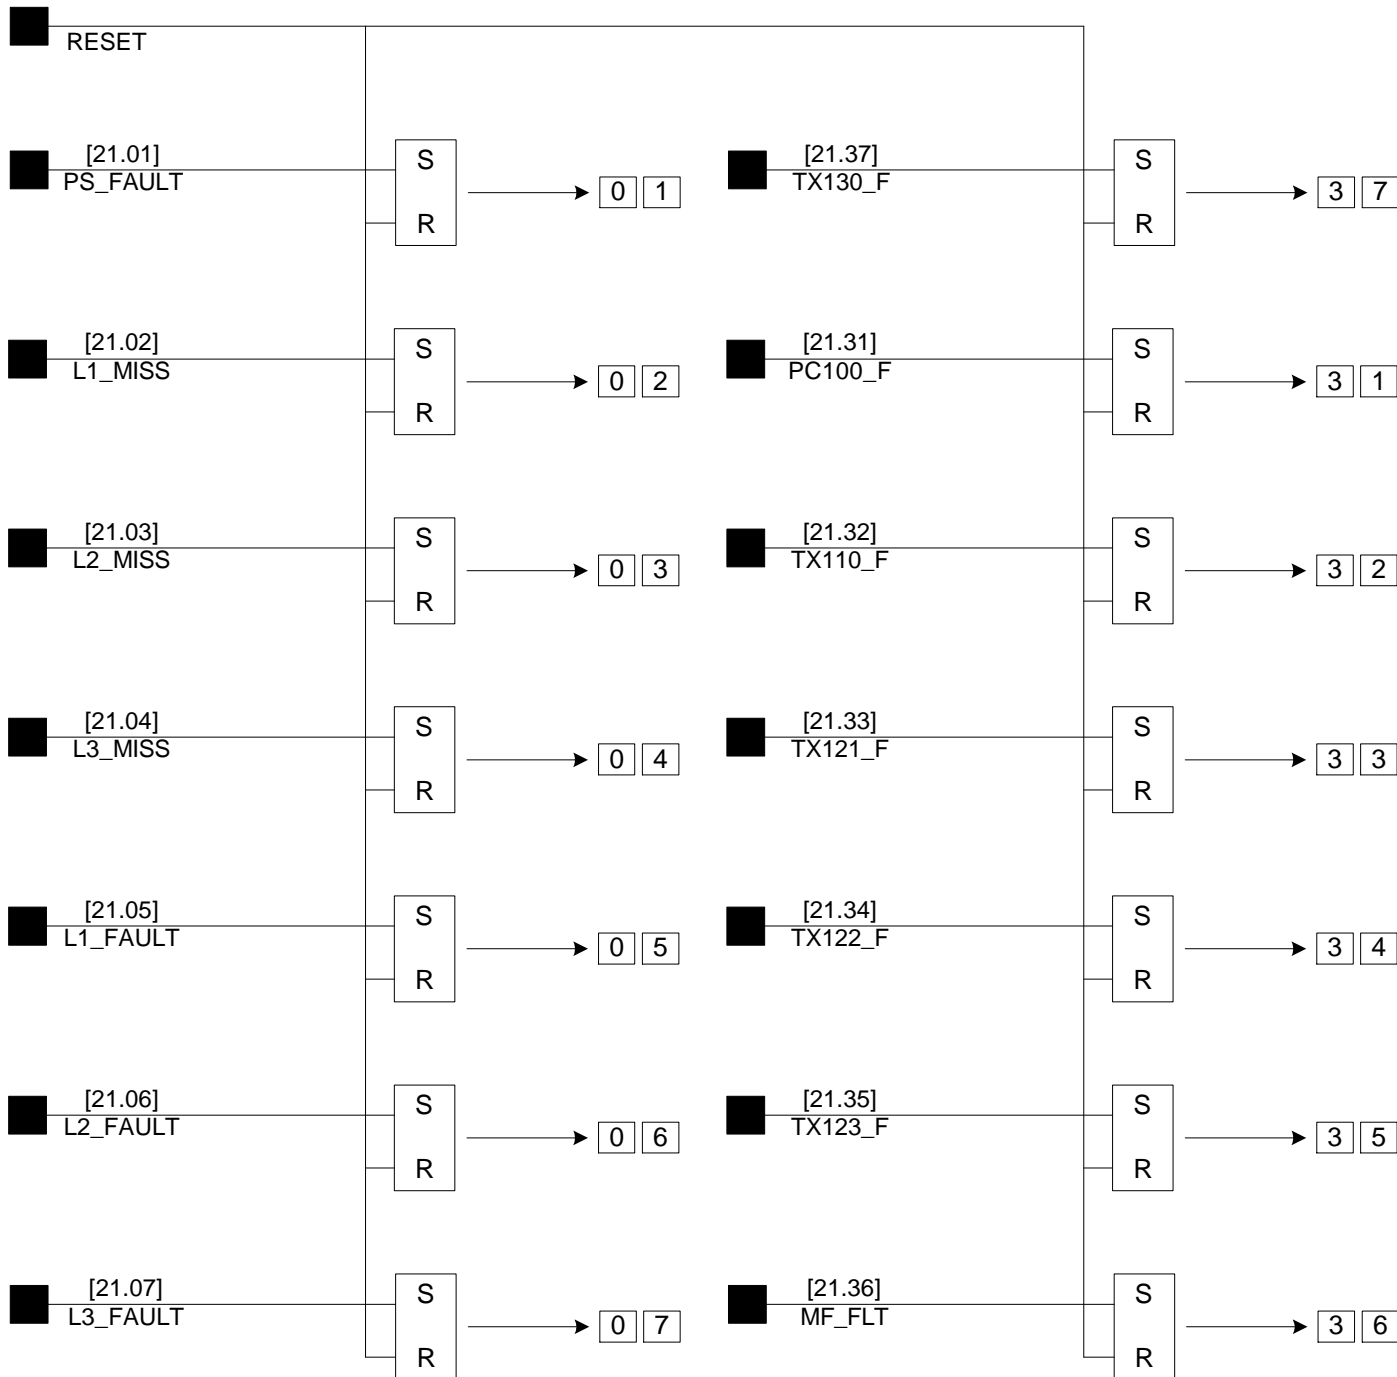 RESET
[21.01]
PS_FAULT
S
R
0 1
[21.37]
TX130_F
S
R
3 7
[21.02]
L1_MISS
S
R
0 2
[21.31]
PC100_F
S
R
3 1
[21.03]
L2_MISS
S
R
0 3
[21.32]
TX110_F
S
R
3 2
[21.04]
L3_MISS
S
R
0 4
[21.33]
TX121_F
S
R
3 3
[21.05]
L1_FAULT
S
R
0 5
[21.34]
TX122_F
S
R
3 4
[21.06]
L2_FAULT
S
R
0 6
[21.35]
TX123_F
S
R
3 5
[21.07]
L3_FAULT
S
R
0 7
[21.36]
MF_FLT
S
R
3 6